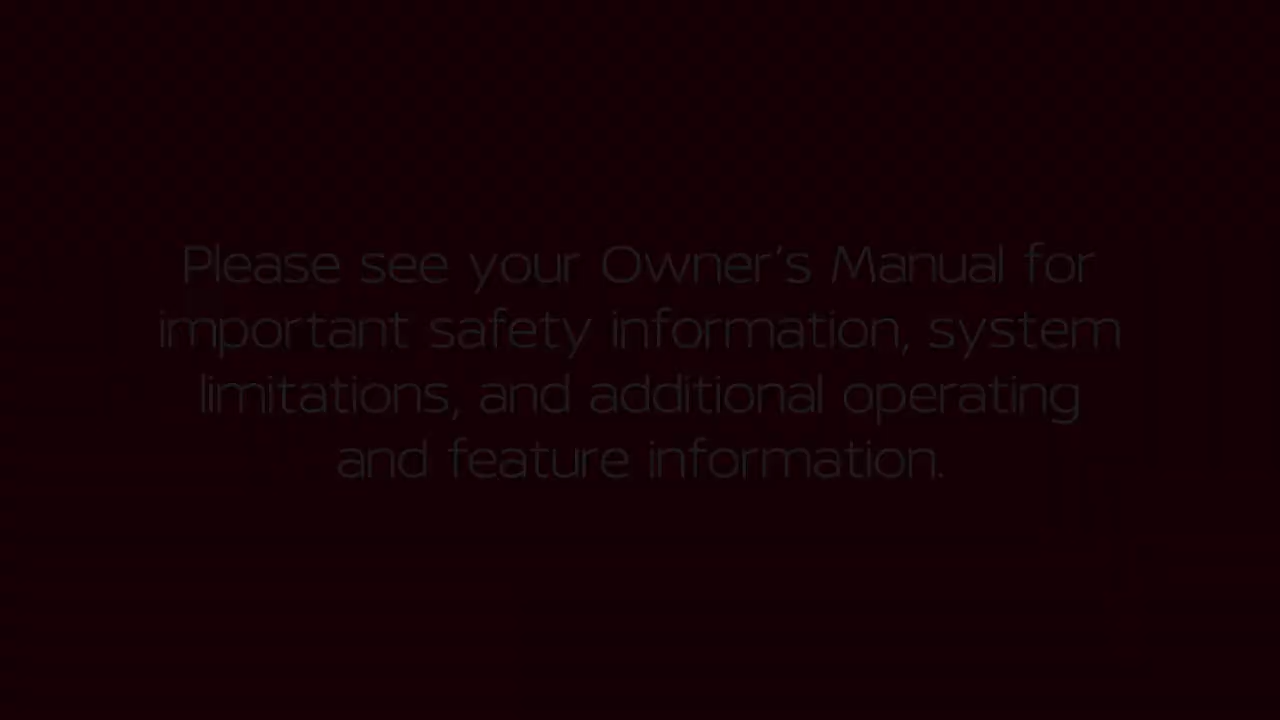 Please see your Owner's Manual for
important safety information, system
limitations, and additional operating
and feature information.